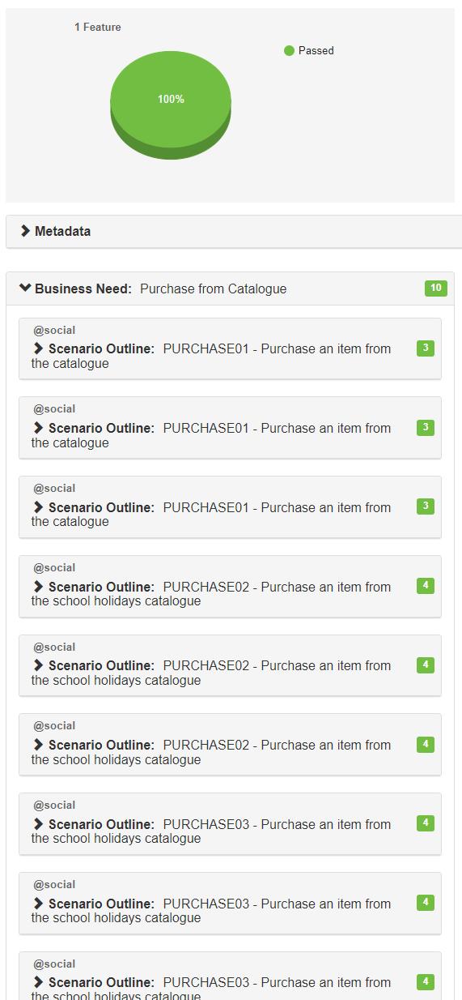 1 Feature
Passed
100%
Metadata
Business Need: Purchase from Catalogue 10
@social
Scenario Outline: PURCHASE01 - Purchase an item from 3
the catalogue
@social
Scenario Outline: PURCHASE01 - Purchase an item from 3
the catalogue
@social
Scenario Outline: PURCHASE01 - Purchase an item from 3
the catalogue
@social
Scenario Outline: PURCHASE02 - Purchase an item from 4
the school holidays catalogue
@social
Scenario Outline: PURCHASE02 - Purchase an item from 4
the school holidays catalogue
@social
Scenario Outline: PURCHASE02 - Purchase an item from 4
the school holidays catalogue
@social
Scenario Outline: PURCHASE03 - Purchase an item from 4
the school holidays catalogue
@social
Scenario Outline: PURCHASE03 - Purchase an item from 4
the school holidays catalogue
@social
Scenario Outline: PURCHASE03 - Purchase an item from 4
the school holidays catalogue